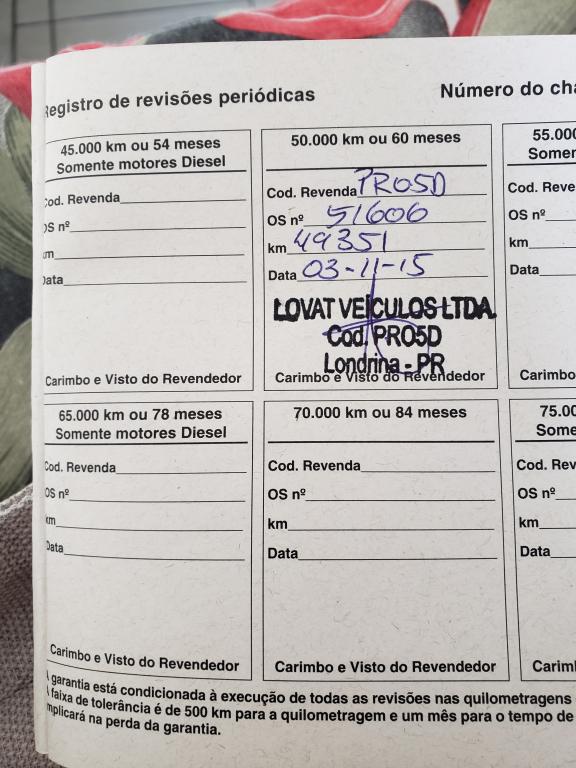 Registro de revisões periódicas
Número do cha
45.000 km ou 54 meses
Somente motores Diesel
Cod. Revenda
OS nº
km
Data
Carimbo e Visto do Revendedor
50.000 km ou 60 meses
Cod. Revenda PRO5D
OS nº 51606
km 49351
Data 03-11-15
LOVAT VEÍCULOS LTDA
Cod. PRO5D
Londrina - PR
Carimbo e Visto do Revendedor
55.000
Somen
Cod. Reve
OS nº
km
Data
Carimbo
65.000 km ou 78 meses
Somente motores Diesel
Cod. Revenda
OS nº
km
Data
Carimbo e Visto do Revendedor
70.000 km ou 84 meses
Cod. Revenda
OS nº
km
Data
Carimbo e Visto do Revendedor
75.00
Some
Cod. Rev
OS nº
km
Data
Carim
A garantia está condicionada à execução de todas as revisões nas quilometragens
A faixa de tolerância é de 500 km para a quilometragem e um mês para o tempo de
implicará na perda da garantia.